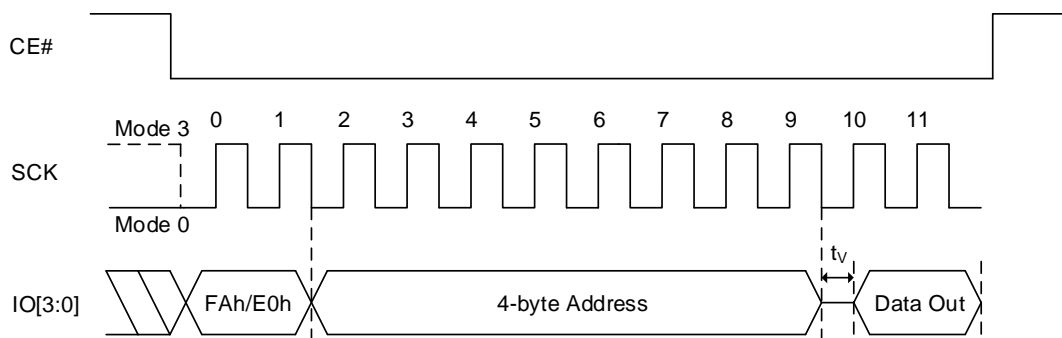 CE#
Mode 3 0 1 2 3 4 5 6 7 8 9 10 11
SCK
Mode 0
tV
IO[3:0] FAh/E0h 4-byte Address Data Out